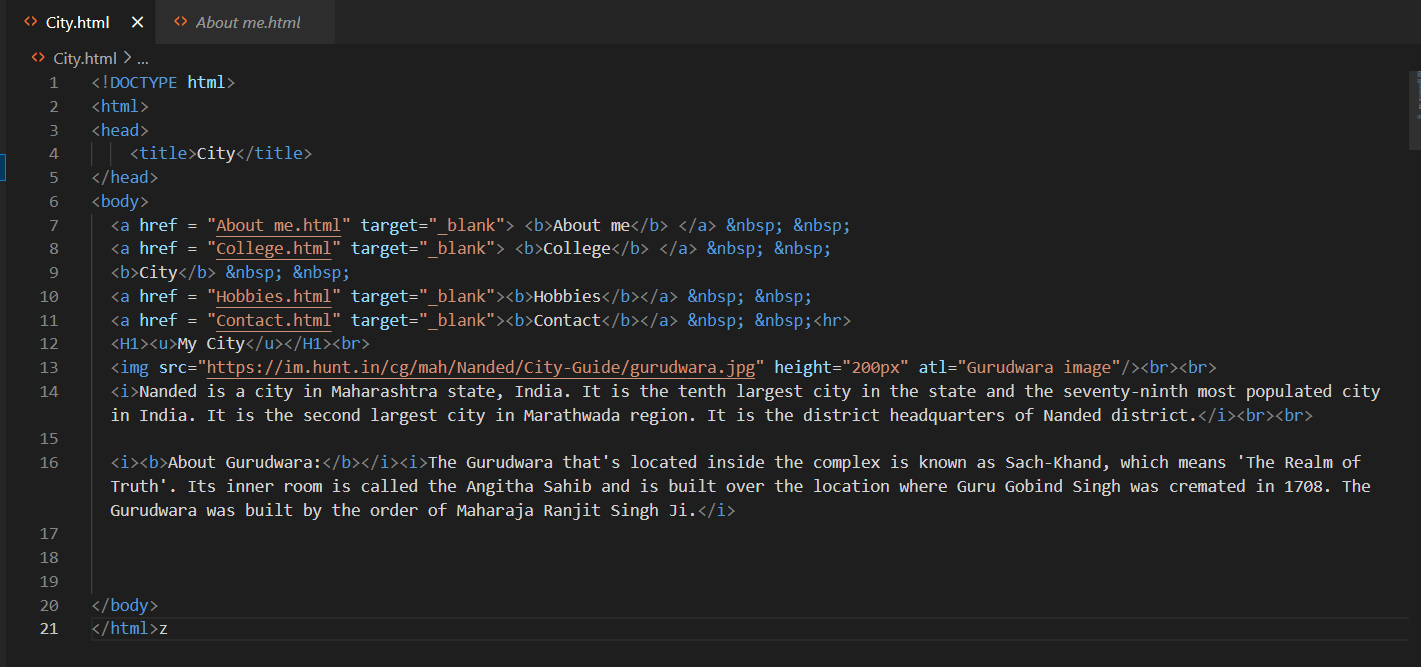 City.html
About me.html
City.html > ...
1 <!DOCTYPE html>
2 <html>
3 <head>
4 <title>City</title>
5 </head>
6 <body>
7 <a href = "About me.html" target="_blank"> <b>About me</b> </a> &nbsp; &nbsp;
8 <a href = "College.html" target="_blank"> <b>College</b> </a> &nbsp; &nbsp;
9 <b>City</b> &nbsp; &nbsp;
10 <a href = "Hobbies.html" target="_blank"><b>Hobbies</b></a> &nbsp; &nbsp;
11 <a href = "Contact.html" target="_blank"><b>Contact</b></a> &nbsp; &nbsp;<hr>
12 <H1><u>My City</u></H1><br>
13 <img src="https://im.hunt.in/cg/mah/Nanded/City-Guide/gurudwara.jpg" height="200px" atl="Gurudwara image"/><br><br>
14 <i>Nanded is a city in Maharashtra state, India. It is the tenth largest city in the state and the seventy-ninth most populated city
in India. It is the second largest city in Marathwada region. It is the district headquarters of Nanded district.</i><br><br>
15
16 <i><b>About Gurudwara:</b></i><i>The Gurudwara that's located inside the complex is known as Sach-Khand, which means 'The Realm of
Truth'. Its inner room is called the Angitha Sahib and is built over the location where Guru Gobind Singh was cremated in 1708. The
Gurudwara was built by the order of Maharaja Ranjit Singh Ji.</i>
17
18
19
20 </body>
21 </html>z